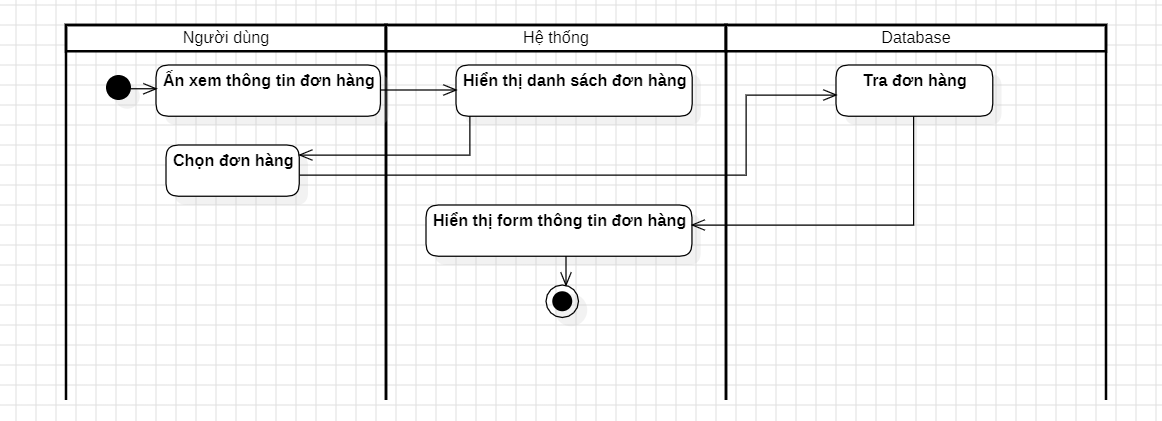 Người dùng
Hệ thống
Database
Ấn xem thông tin đơn hàng
Hiển thị danh sách đơn hàng
Tra đơn hàng
Chọn đơn hàng
Hiển thị form thông tin đơn hàng